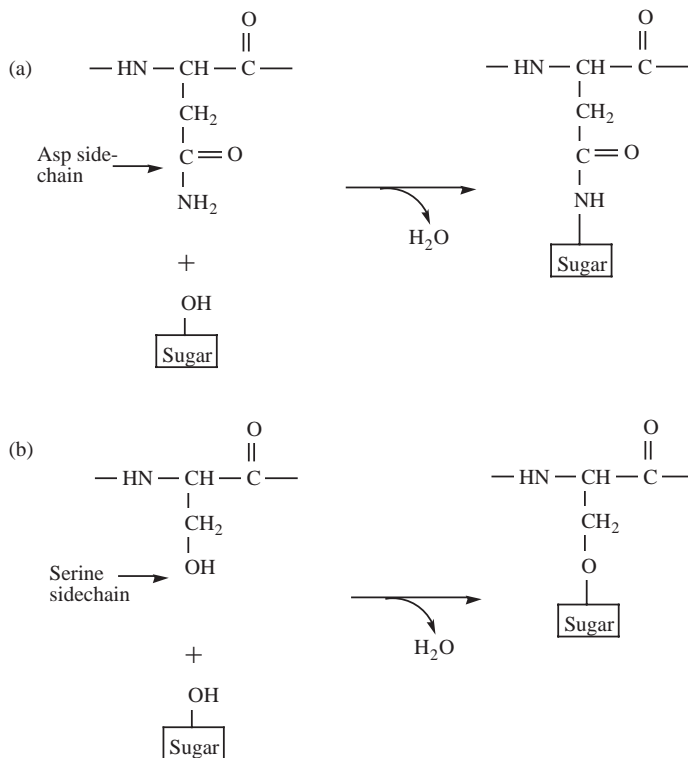 O O
(a) — HN — CH — C — — HN — CH — C —
CH2 CH2
Asp side-
chain
C = O C = O
NH2 NH
H2O
+ Sugar
OH
Sugar
O O
(b) — HN — CH — C — — HN — CH — C —
CH2 CH2
OH O
Serine
sidechain
Sugar
H2O
+
OH
Sugar